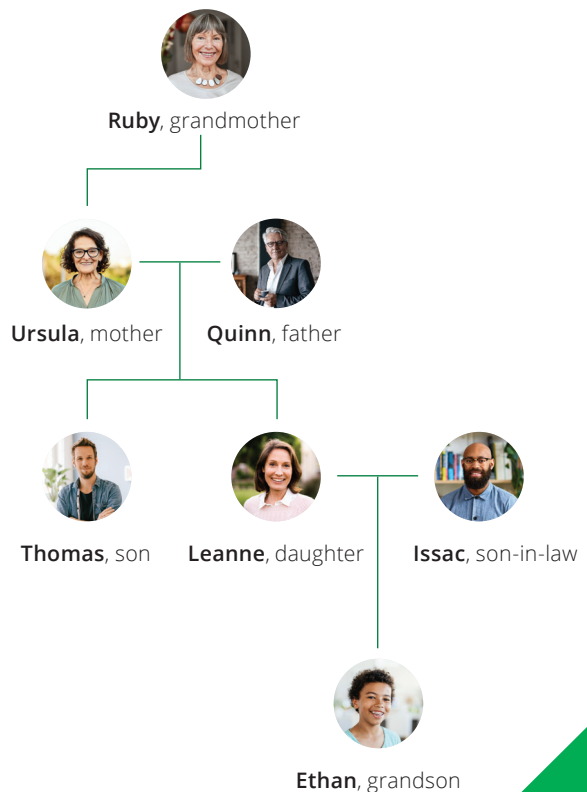 Ruby, grandmother
Ursula, mother
Quinn, father
Thomas, son
Leanne, daughter
Issac, son-in-law
Ethan, grandson